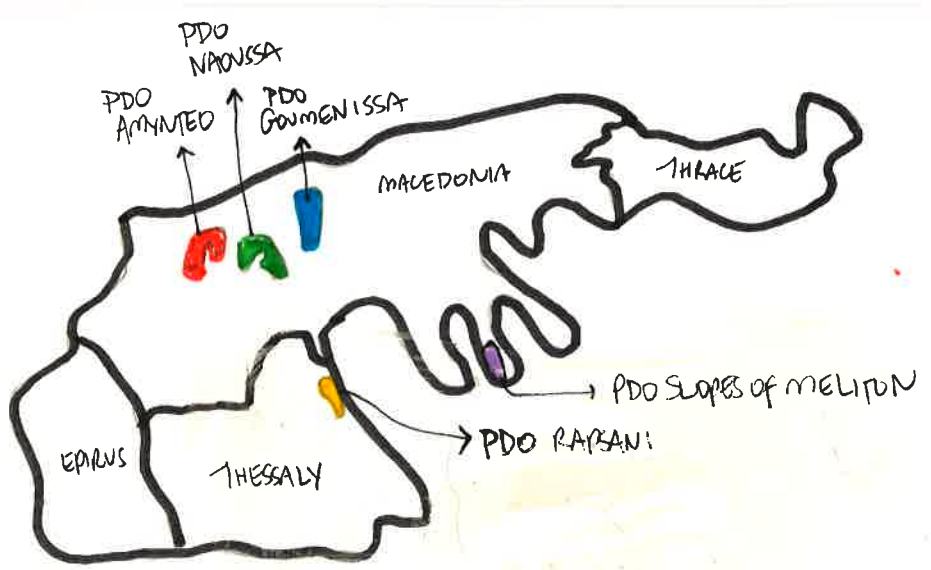 PDO
NAOUSSA
PDO
AMYNTEO
PDO
GOUMENISSA
MACEDONIA
THRACE
PDO SLOPES OF MELITON
PDO RAPSANI
EPIRUS
THESSALY